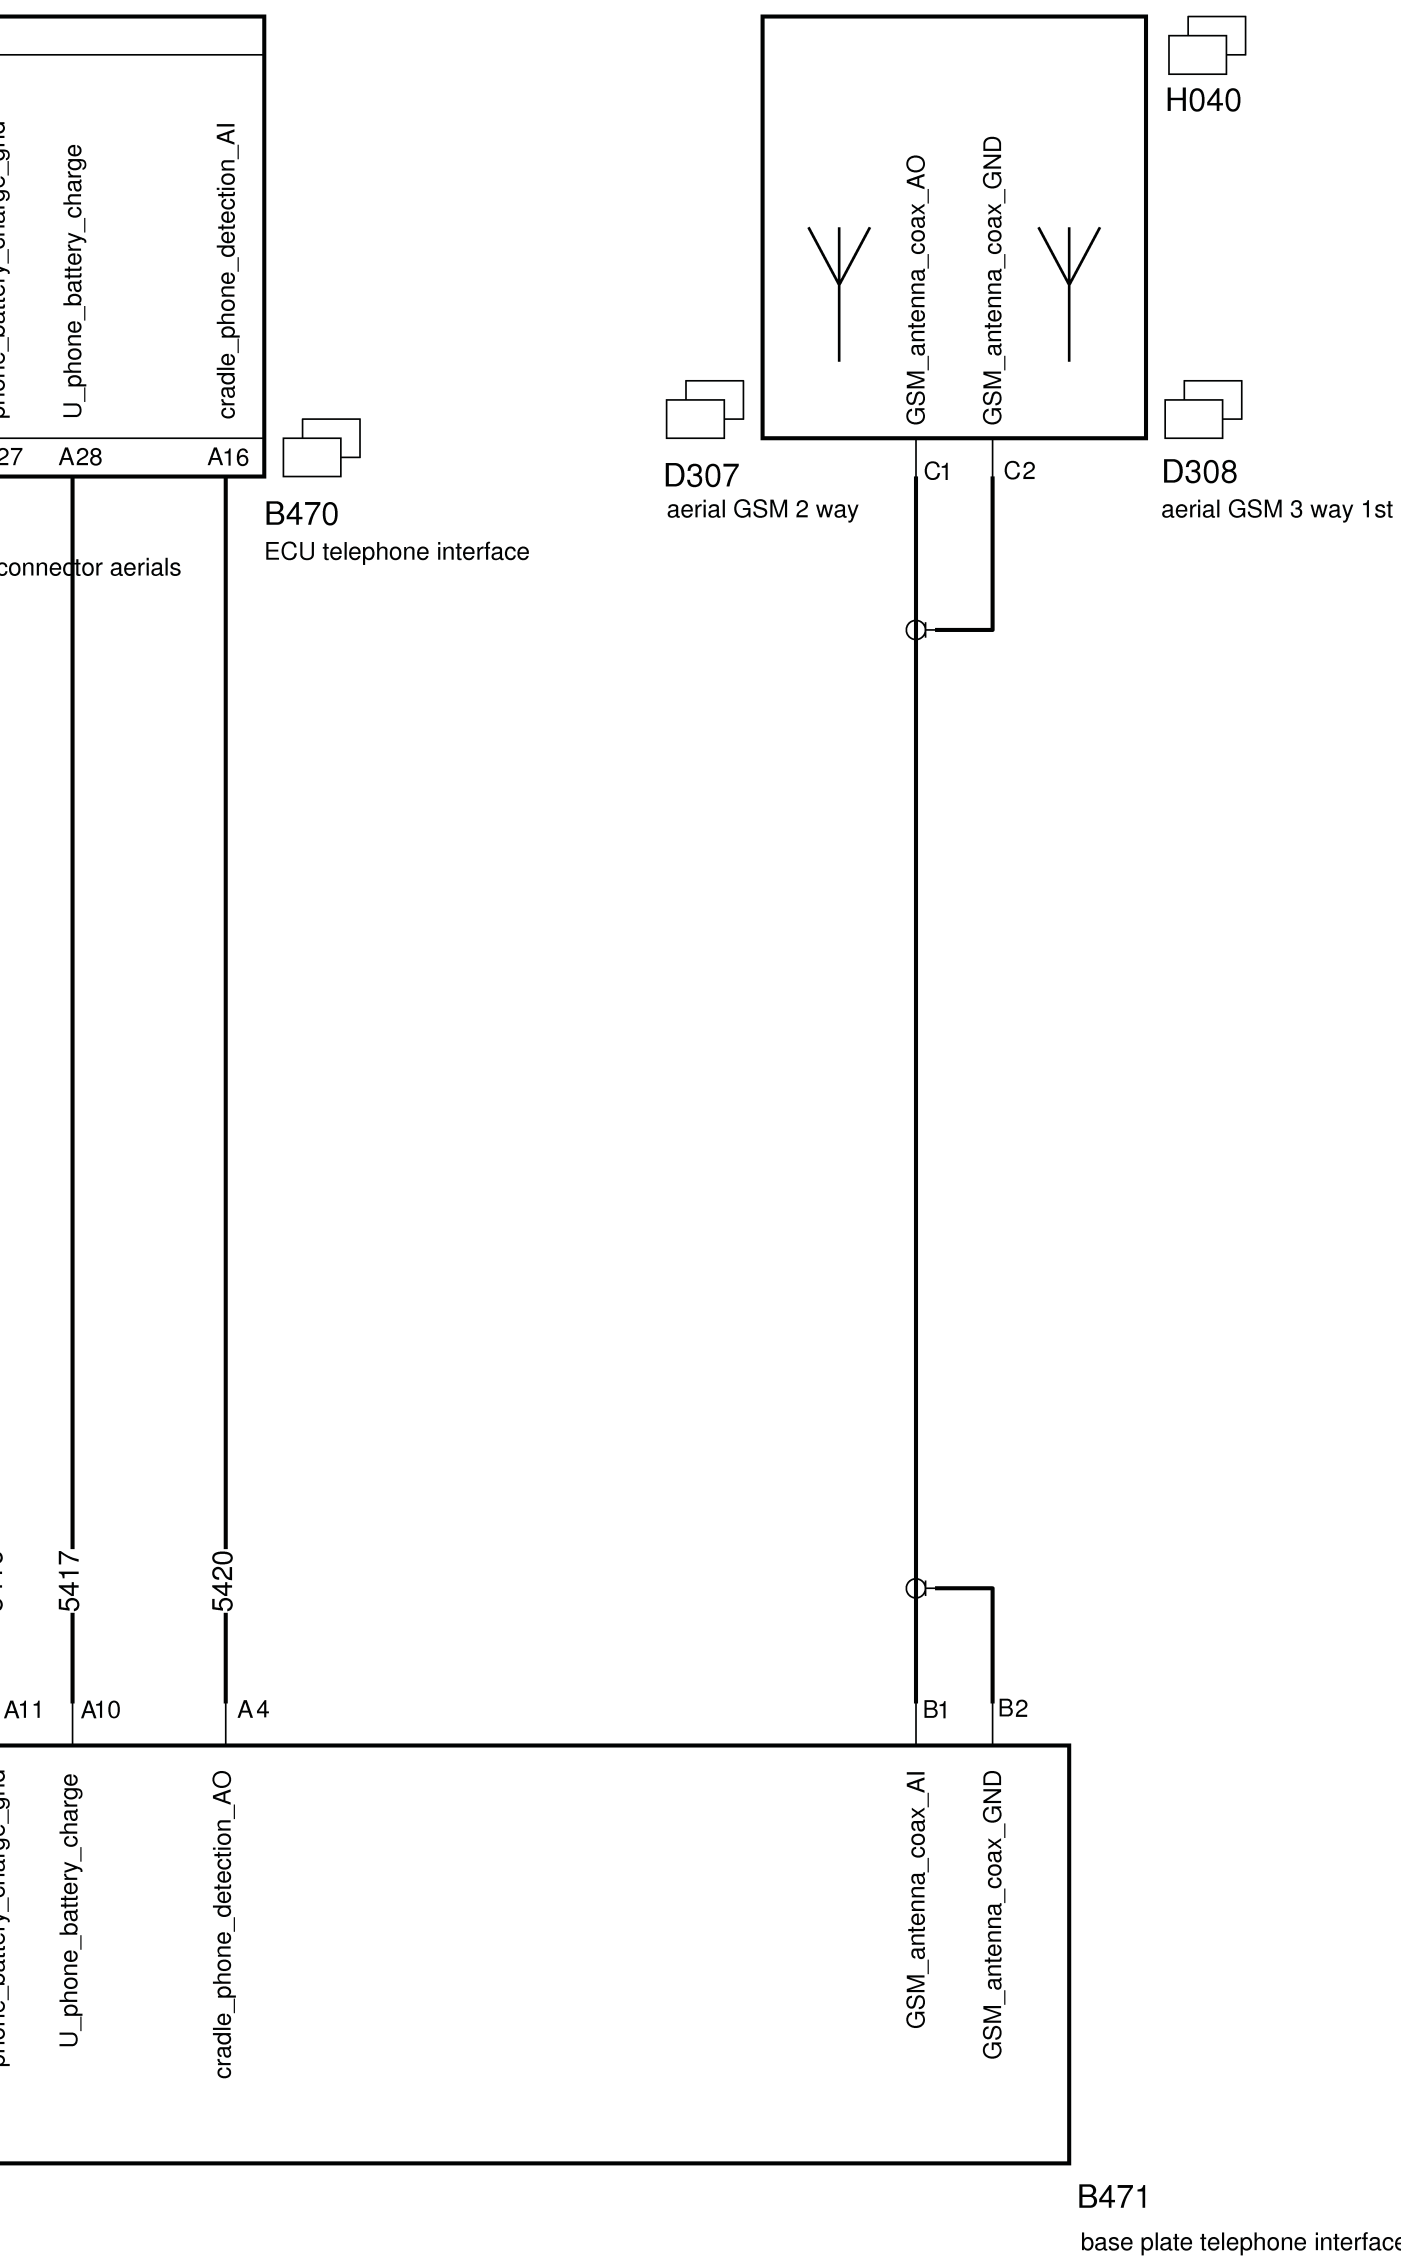 H040
U_phone_battery_charge
cradle_phone_detection_AI
GSM_antenna_coax_AO
GSM_antenna_coax_GND
27
A28
A16
C1
C2
D307
aerial GSM 2 way
D308
aerial GSM 3 way 1st
B470
ECU telephone interface
connector aerials
5417
5420
A11
A10
A4
B1
B2
U_phone_battery_charge
cradle_phone_detection_AO
GSM_antenna_coax_AI
GSM_antenna_coax_GND
B471
base plate telephone interface